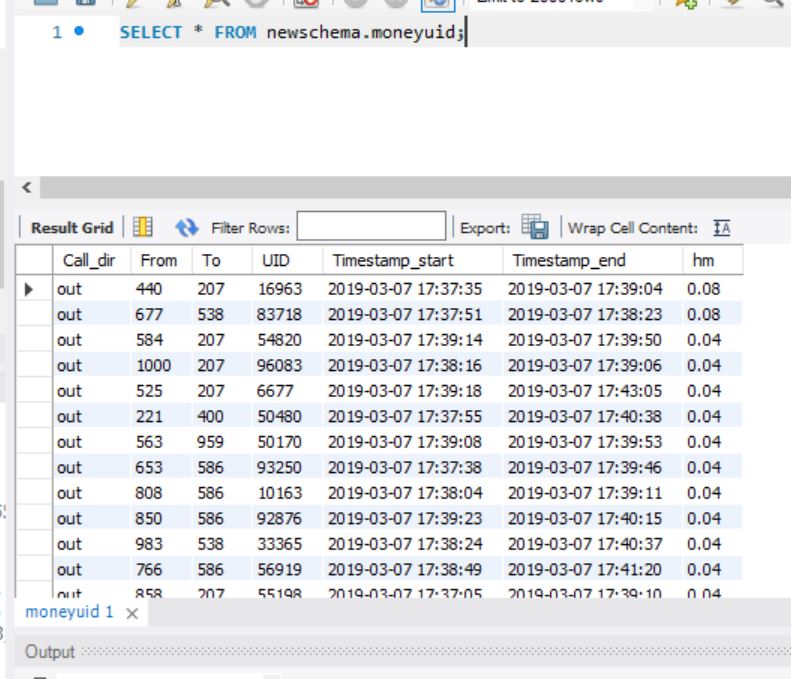 1 SELECT * FROM newschema.moneyuid;
Result Grid Filter Rows: Export: Wrap Cell Content:
Call_dir From To UID Timestamp_start Timestamp_end hm
out 440 207 16963 2019-03-07 17:37:35 2019-03-07 17:39:04 0.08
out 677 538 83718 2019-03-07 17:37:51 2019-03-07 17:38:23 0.08
out 584 207 54820 2019-03-07 17:39:14 2019-03-07 17:39:50 0.04
out 1000 207 96083 2019-03-07 17:38:16 2019-03-07 17:39:06 0.04
out 525 207 6677 2019-03-07 17:39:18 2019-03-07 17:43:05 0.04
out 221 400 50480 2019-03-07 17:37:55 2019-03-07 17:40:38 0.04
out 563 959 50170 2019-03-07 17:39:08 2019-03-07 17:39:53 0.04
out 653 586 93250 2019-03-07 17:37:38 2019-03-07 17:39:46 0.04
out 808 586 10163 2019-03-07 17:38:04 2019-03-07 17:39:11 0.04
out 850 586 92876 2019-03-07 17:39:23 2019-03-07 17:40:15 0.04
out 983 538 33365 2019-03-07 17:38:24 2019-03-07 17:40:37 0.04
out 766 586 56919 2019-03-07 17:38:49 2019-03-07 17:41:20 0.04
out 858 207 55198 2019-03-07 17:37:05 2019-03-07 17:39:10 0.04
moneyuid 1
Output